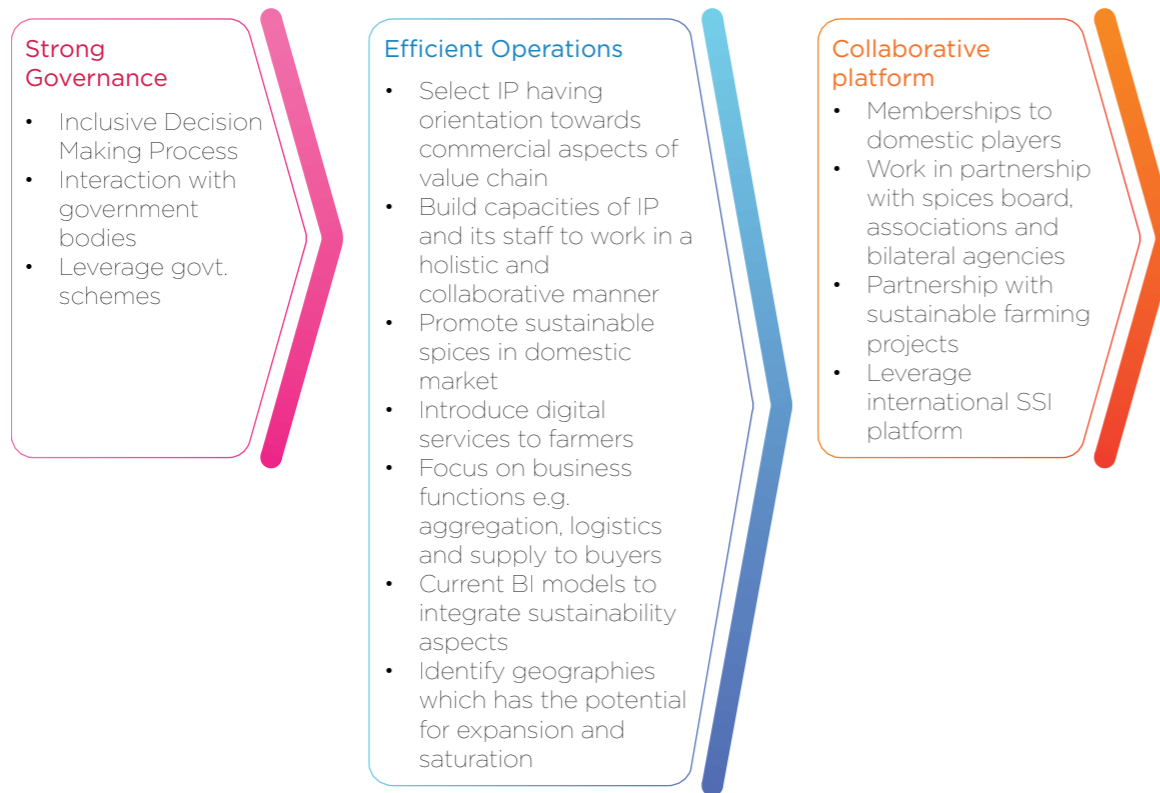 Strong
Governance
• Inclusive Decision
Making Process
• Interaction with
government
bodies
• Leverage govt.
schemes
Efficient Operations
• Select IP having
orientation towards
commercial aspects of
value chain
• Build capacities of IP
and its staff to work in a
holistic and
collaborative manner
• Promote sustainable
spices in domestic
market
• Introduce digital
services to farmers
• Focus on business
functions e.g.
aggregation, logistics
and supply to buyers
• Current BI models to
integrate sustainability
aspects
• Identify geographies
which has the potential
for expansion and
saturation
Collaborative
platform
• Memberships to
domestic players
• Work in partnership
with spices board,
associations and
bilateral agencies
• Partnership with
sustainable farming
projects
• Leverage
international SSI
platform